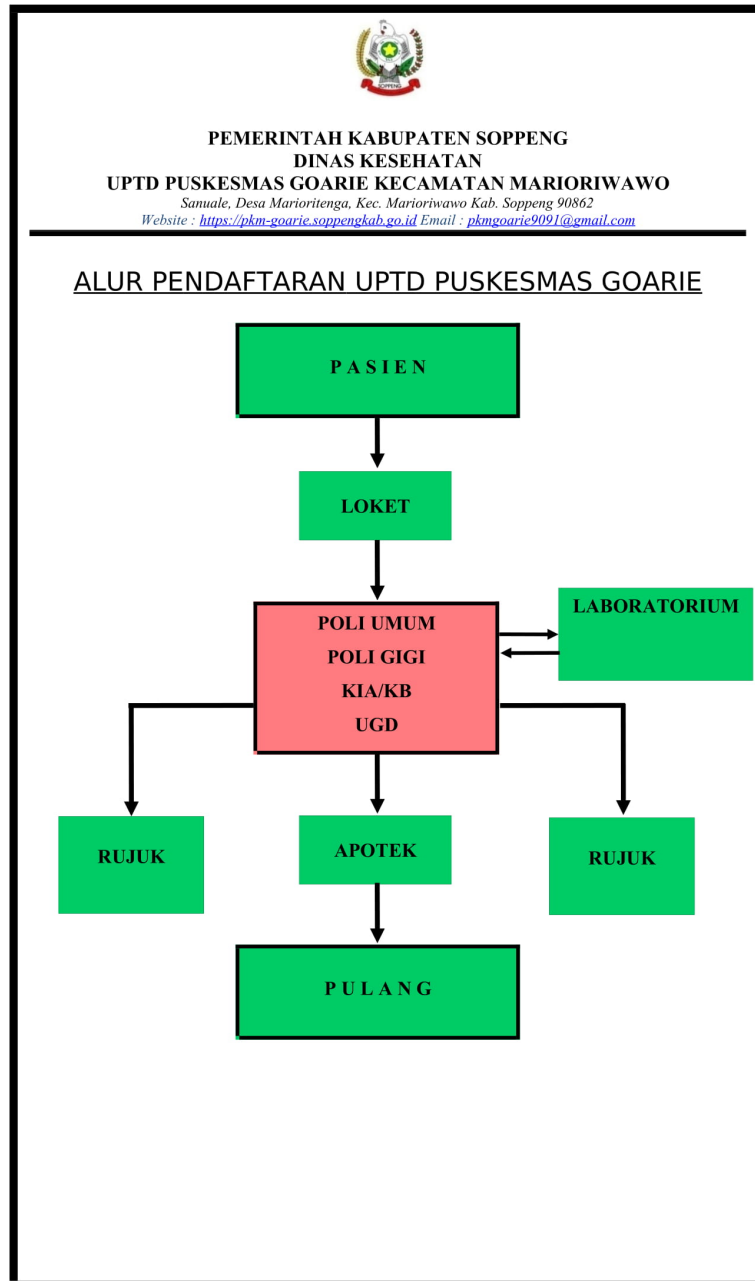 SOPPENG
PEMERINTAH KABUPATEN SOPPENG
DINAS KESEHATAN
UPTD PUSKESMAS GOARIE KECAMATAN MARIORIWAWO
Sanuale, Desa Marioritenga, Kec. Marioriwawo Kab. Soppeng 90862
Website : https://pkm-goarie.soppengkab.go.id Email : pkmgoarie9091@gmail.com
ALUR PENDAFTARAN UPTD PUSKESMAS GOARIE
P A S I E N
LOKET
POLI UMUM
POLI GIGI
KIA/KB
UGD
LABORATORIUM
RUJUK
APOTEK
RUJUK
P U L A N G